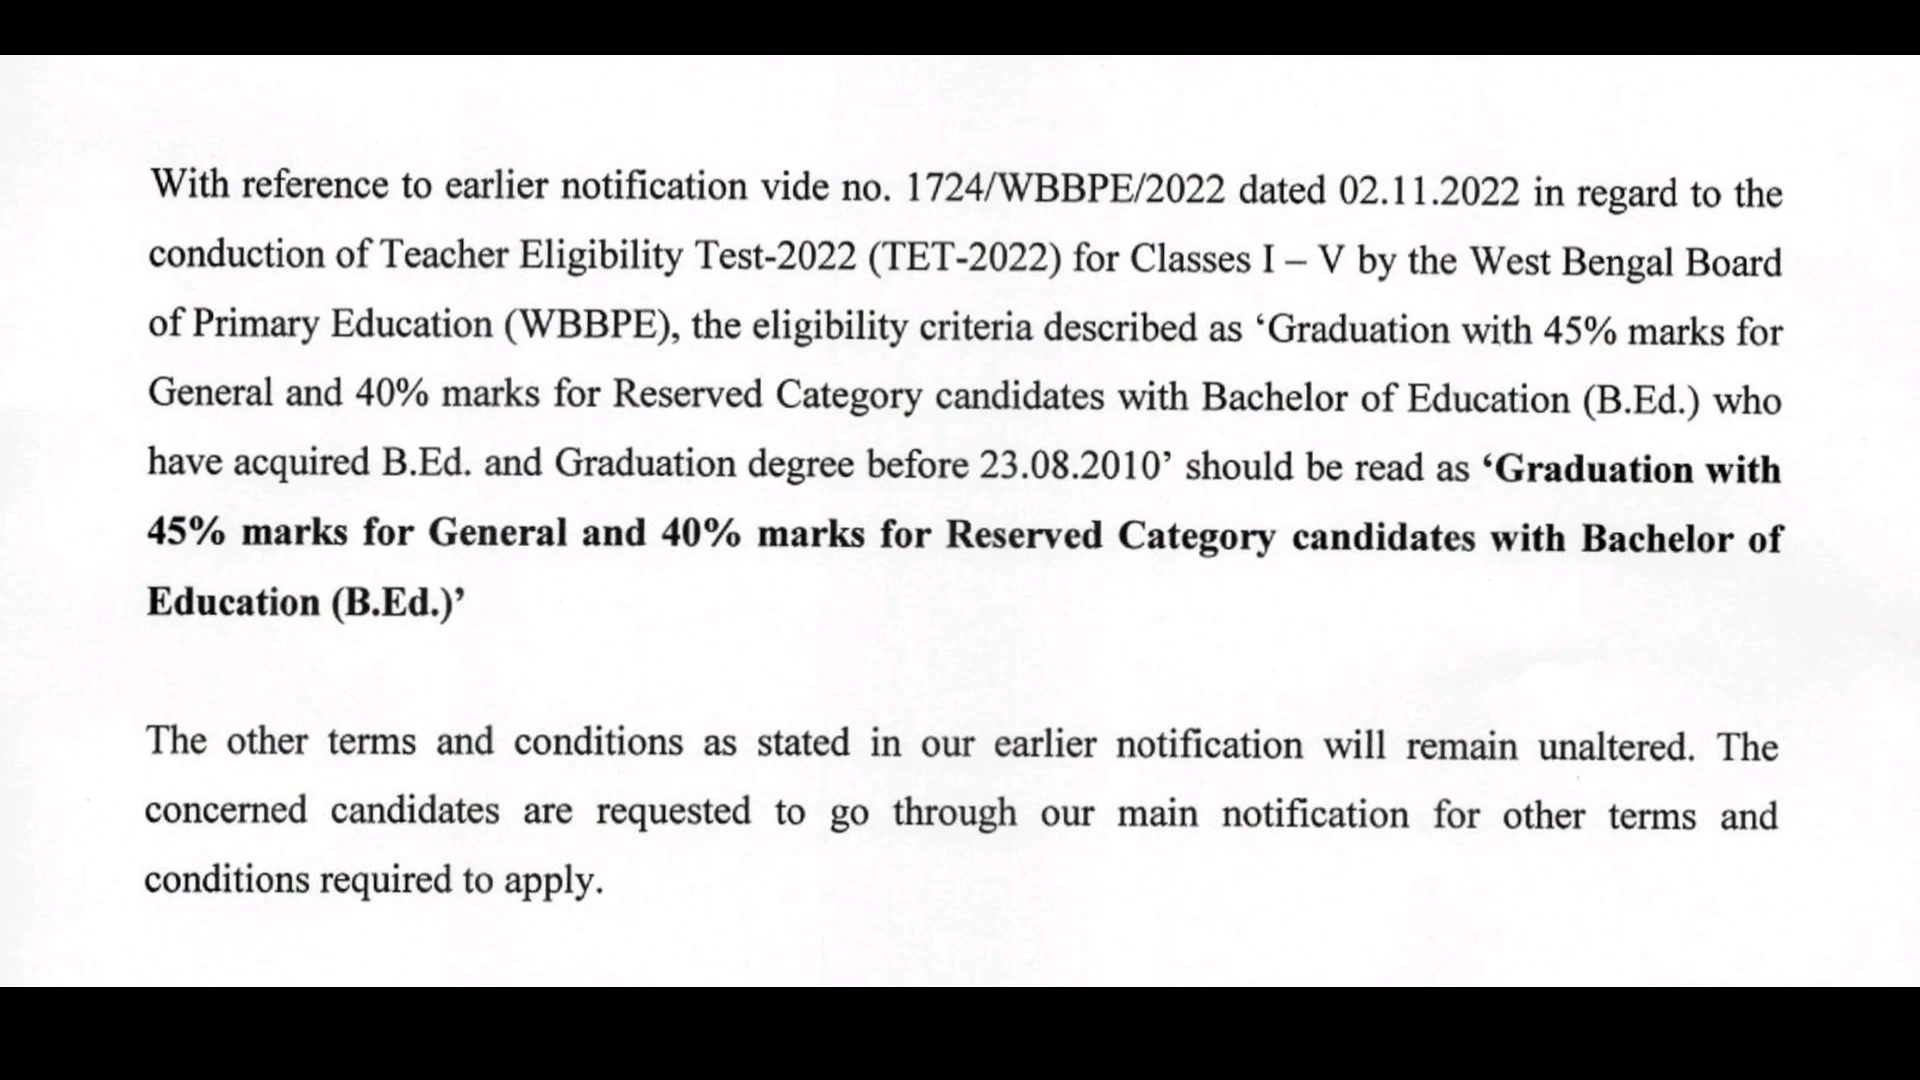 With reference to earlier notification vide no. 1724/WBBPE/2022 dated 02.11.2022 in regard to the
conduction of Teacher Eligibility Test-2022 (TET-2022) for Classes I – V by the West Bengal Board
of Primary Education (WBBPE), the eligibility criteria described as ‘Graduation with 45% marks for
General and 40% marks for Reserved Category candidates with Bachelor of Education (B.Ed.) who
have acquired B.Ed. and Graduation degree before 23.08.2010’ should be read as ‘Graduation with
45% marks for General and 40% marks for Reserved Category candidates with Bachelor of
Education (B.Ed.)’
The other terms and conditions as stated in our earlier notification will remain unaltered. The
concerned candidates are requested to go through our main notification for other terms and
conditions required to apply.